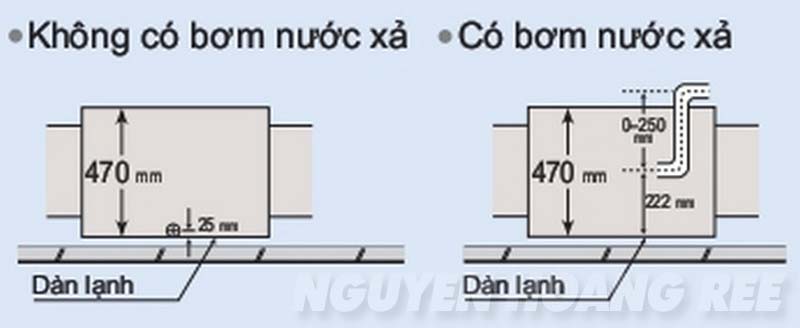 • Không có bơm nước xả
470 mm
25 mm
Dàn lạnh
• Có bơm nước xả
0–250 mm
470 mm
222 mm
Dàn lạnh
NGUYEN HOANG REE